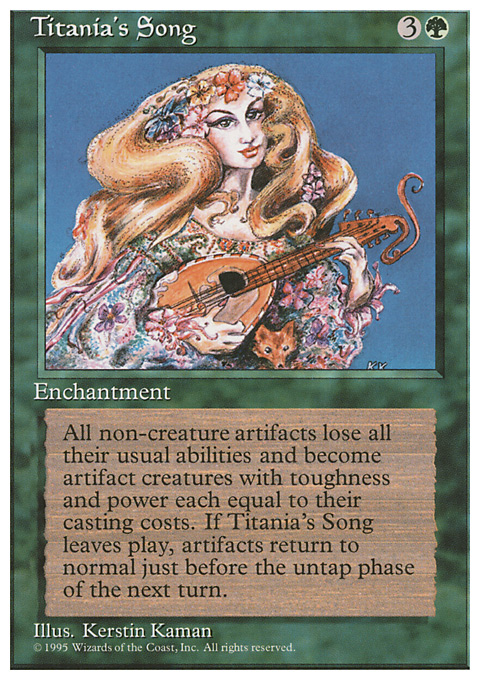 Titania's Song 3
KK
Enchantment
All non-creature artifacts lose all
their usual abilities and become
artifact creatures with toughness
and power each equal to their
casting costs. If Titania's Song
leaves play, artifacts return to
normal just before the untap phase
of the next turn.
Illus. Kerstin Kaman
© 1995 Wizards of the Coast, Inc. All rights reserved.